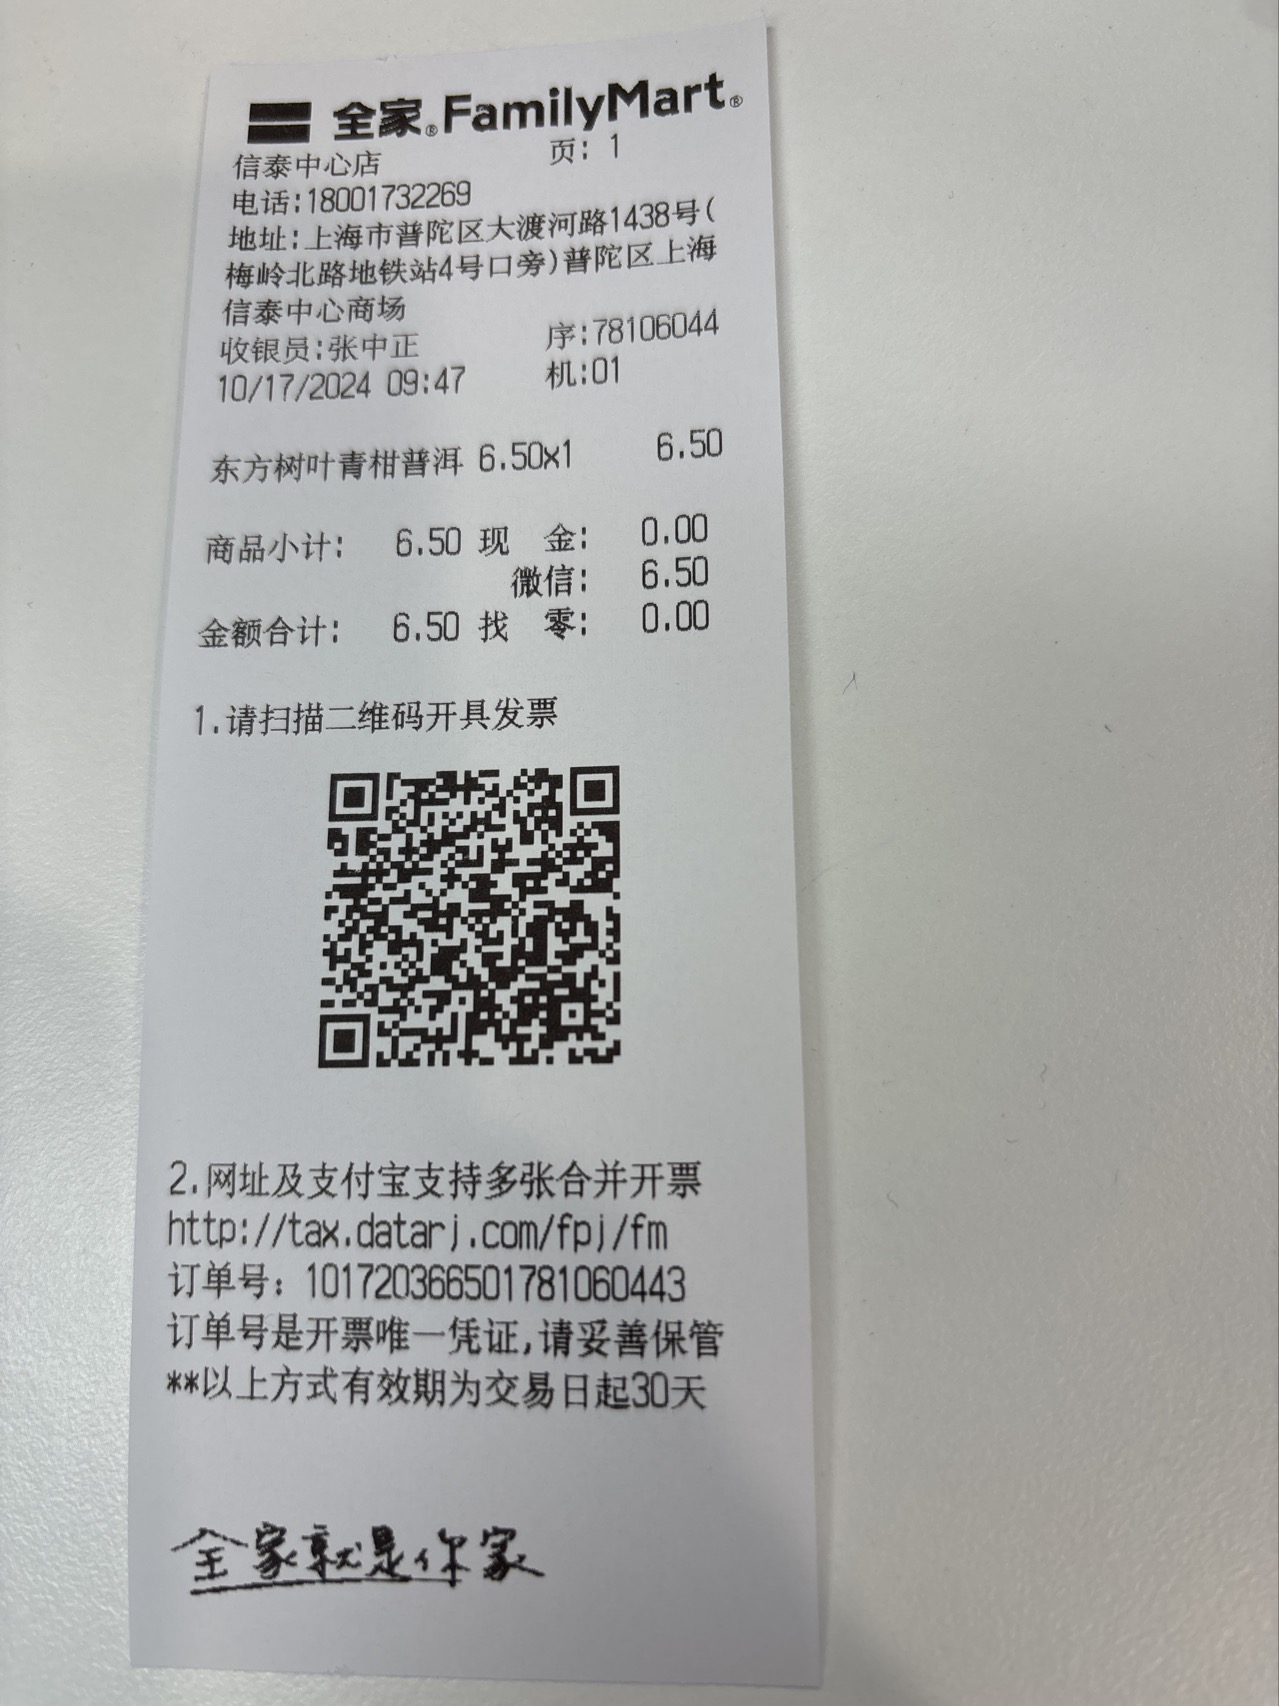 全家®FamilyMart®
信泰中心店 页: 1
电话:18001732269
地址:上海市普陀区大渡河路1438号(
梅岭北路地铁站4号口旁)普陀区上海
信泰中心商场
收银员:张中正 序:78106044
10/17/2024 09:47 机:01
东方树叶青柑普洱 6.50x1 6.50
商品小计: 6.50 现 金: 0.00
微信: 6.50
金额合计: 6.50 找 零: 0.00
1.请扫描二维码开具发票
2.网址及支付宝支持多张合并开票
http://tax.datarj.com/fpj/fm
订单号: 101720366501781060443
订单号是开票唯一凭证,请妥善保管
**以上方式有效期为交易日起30天
全家就是你家